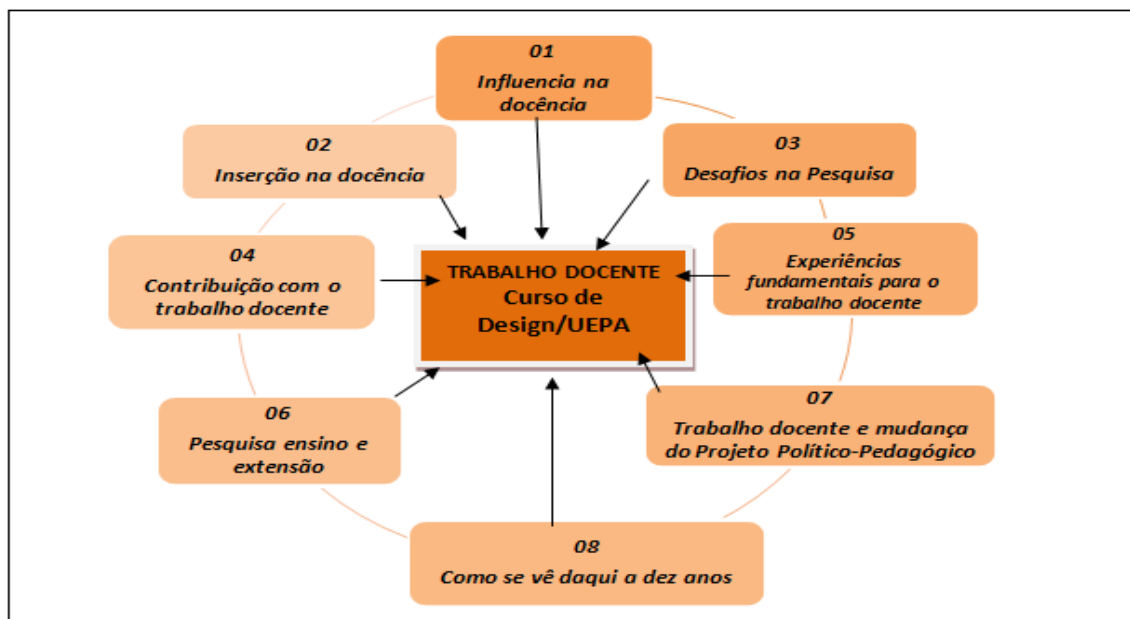 01
Influencia na
docência
02
Inserção na docência
03
Desafios na Pesquisa
04
Contribuição com o
trabalho docente
05
Experiências
fundamentais para o
trabalho docente
TRABALHO DOCENTE
Curso de
Design/UEPA
06
Pesquisa ensino e
extensão
07
Trabalho docente e mudança
do Projeto Político-Pedagógico
08
Como se vê daqui a dez anos